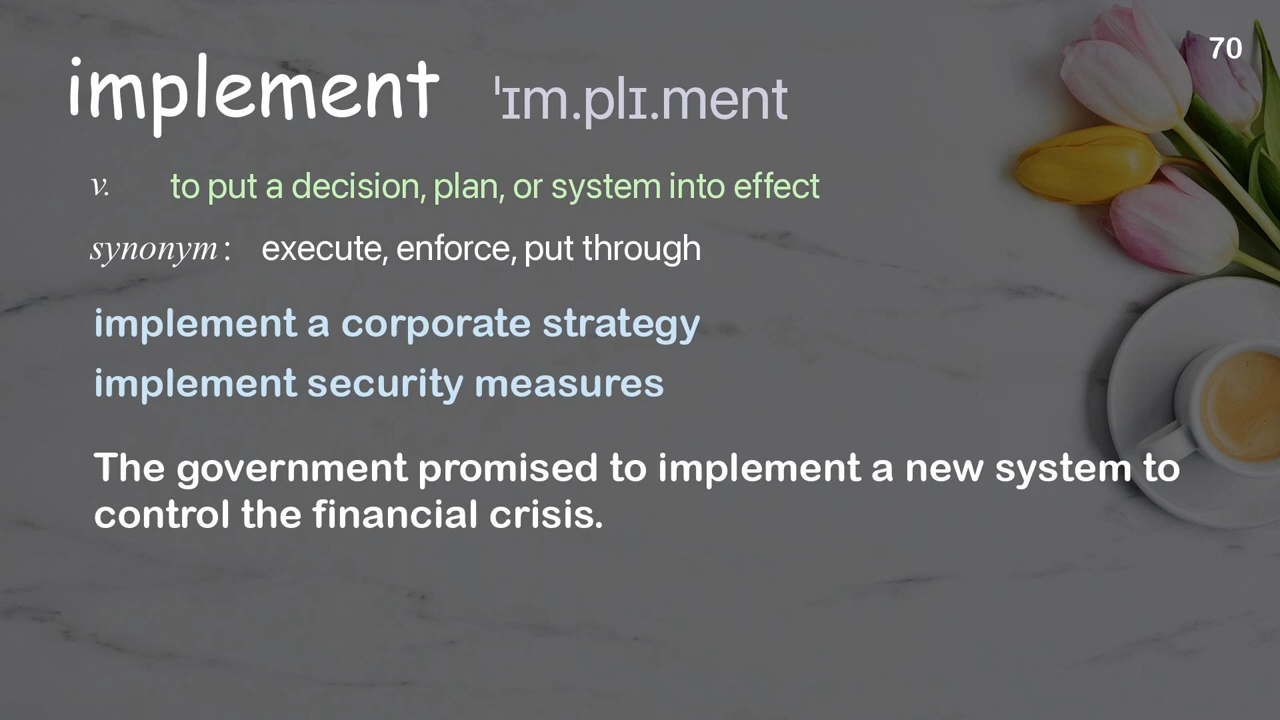 70
implement ˈɪm.plɪ.ment
v. to put a decision, plan, or system into effect
synonym: execute, enforce, put through
implement a corporate strategy
implement security measures
The government promised to implement a new system to
control the financial crisis.